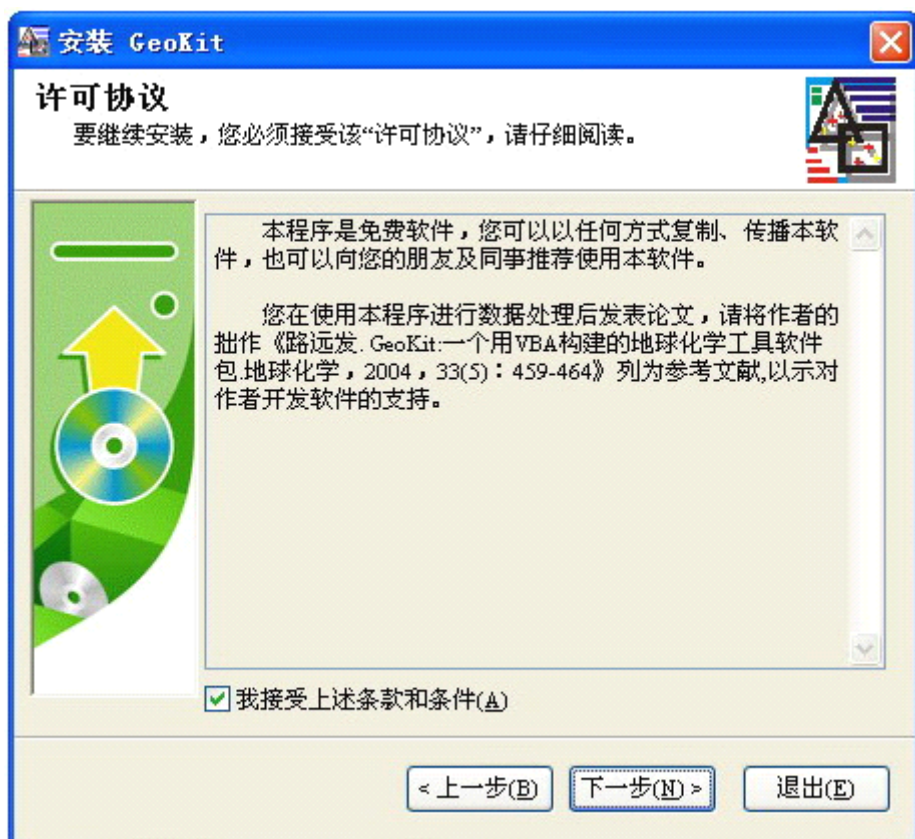 安装 GeoKit
许可协议
要继续安装，您必须接受该“许可协议”，请仔细阅读。
本程序是免费软件，您可以以任何方式复制、传播本软
件，也可以向您的朋友及同事推荐使用本软件。
您在使用本程序进行数据处理后发表论文，请将作者的
拙作《路远发. GeoKit:一个用VBA构建的地球化学工具软件
包.地球化学，2004，33(5)：459-464》列为参考文献,以示对
作者开发软件的支持。
我接受上述条款和条件(A)
< 上一步(B) 下一步(N) > 退出(E)